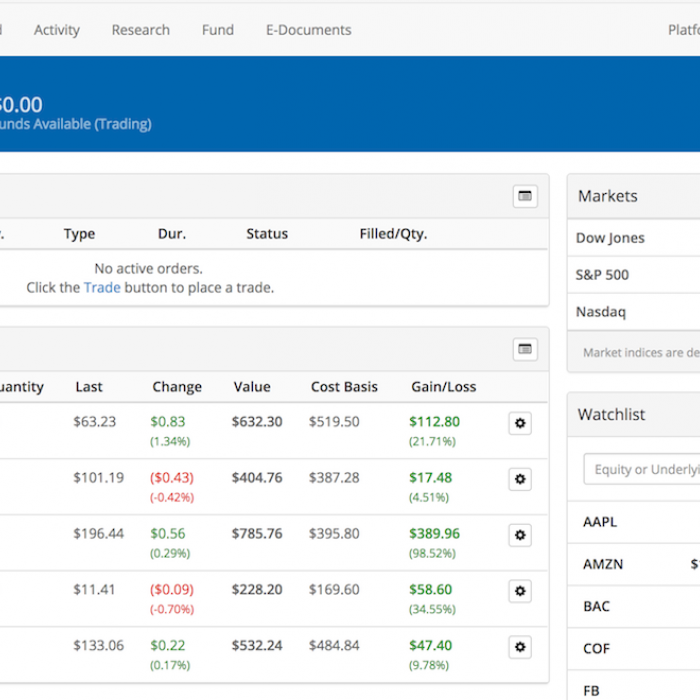 Activity Research Fund E-Documents
$0.00
Trading)
Type Dur. Status Filled/Qty.
No active orders.
Click the Trade button to place a trade.
Last Change Value Cost Basis Gain/Loss
$63.23 $0.83 $632.30 $519.50 $112.80
(1.34%) (21.71%)
$101.19 ($0.43) $404.76 $387.28 $17.48
(-0.42%) (4.51%)
$196.44 $0.56 $785.76 $395.80 $389.96
(0.29%) (98.52%)
$11.41 ($0.09) $228.20 $169.60 $58.60
(-0.70%) (34.55%)
$133.06 $0.22 $532.24 $484.84 $47.40
(0.17%) (9.78%)
Markets
Dow Jones
S&P 500
Nasdaq
Market indices are
Watchlist
Equity or
AAPL
AMZN $
BAC
COF
FB